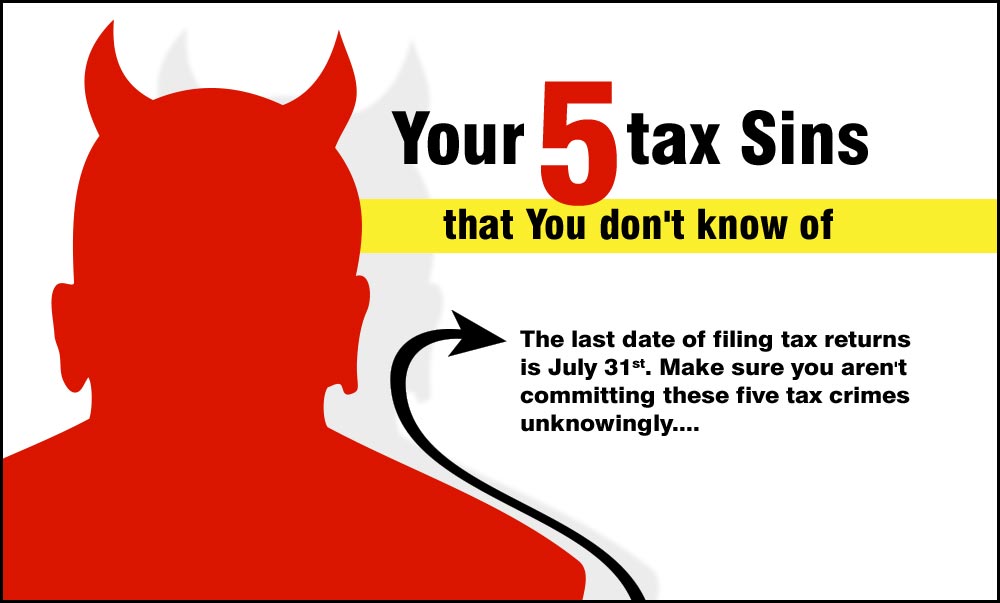 Your 5 tax Sins
that You don't know of
The last date of filing tax returns
is July 31st. Make sure you aren't
committing these five tax crimes
unknowingly....